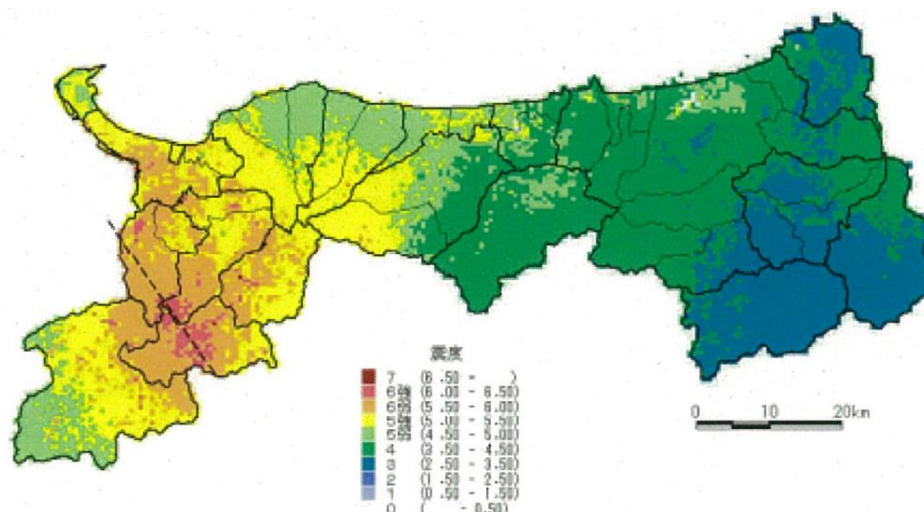 震度
7 (6.50 - )
6強 (6.00 - 6.50)
6弱 (5.50 - 6.00)
5強 (5.00 - 5.50)
5弱 (4.50 - 5.00)
4 (3.50 - 4.50)
3 (2.50 - 3.50)
2 (1.50 - 2.50)
1 (0.50 - 1.50)
0 ( - 0.50)
0 10 20km